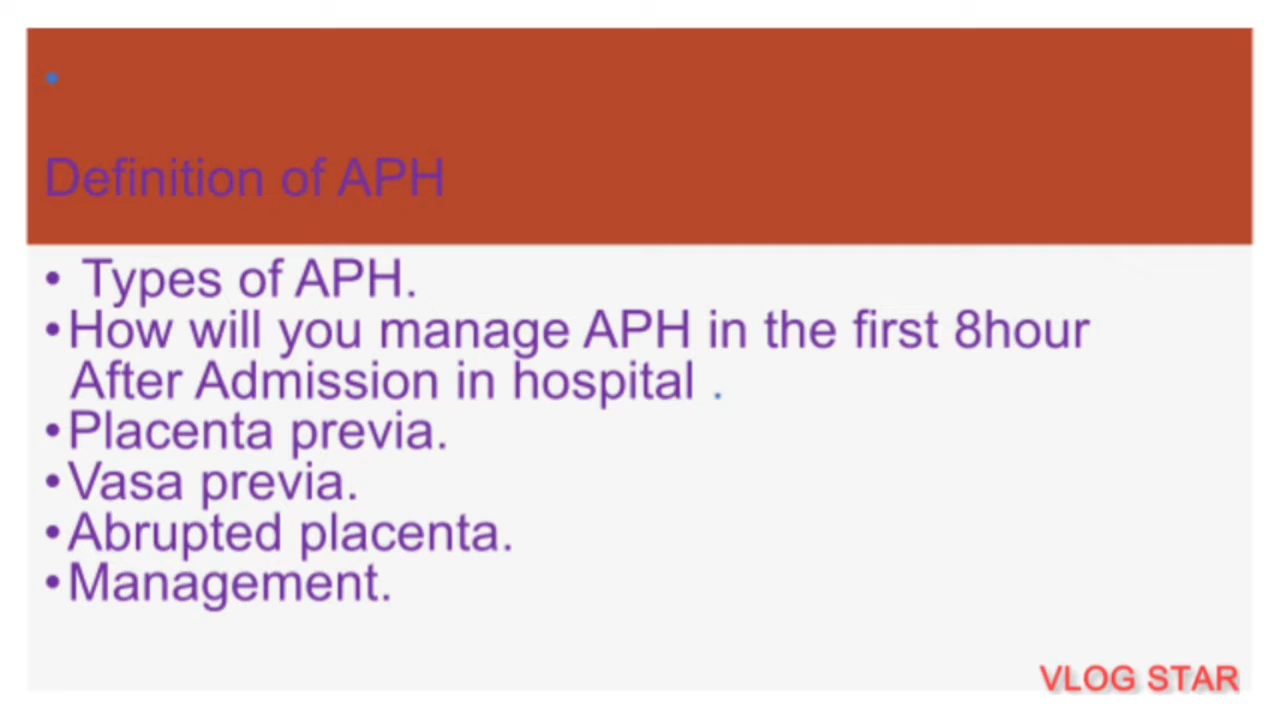 •
Definition of APH
• Types of APH.
•How will you manage APH in the first 8hour
After Admission in hospital .
•Placenta previa.
•Vasa previa.
•Abrupted placenta.
•Management.
VLOG STAR